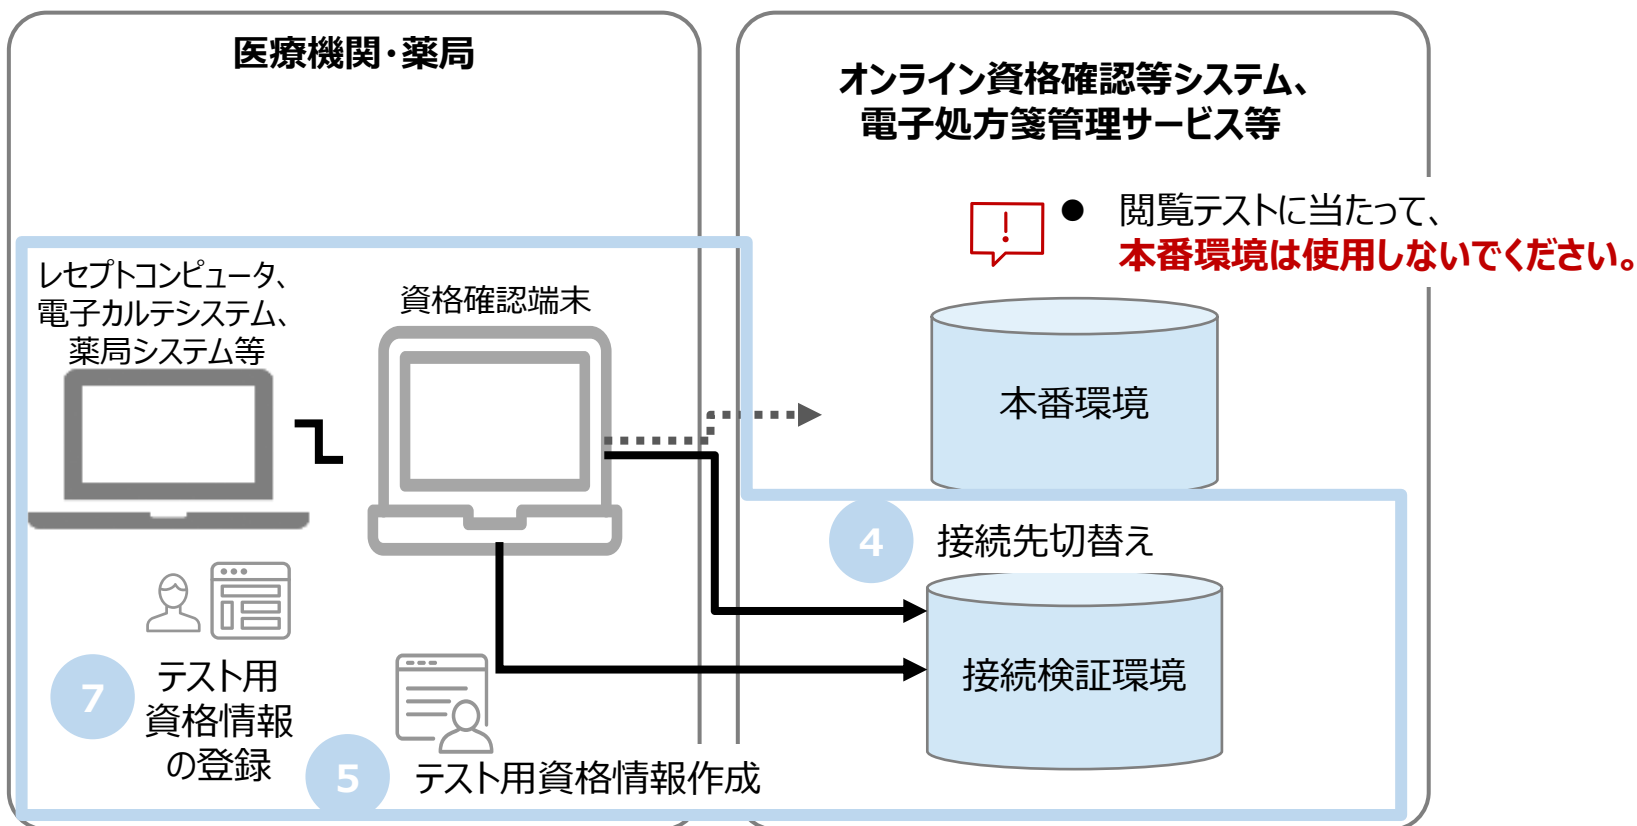 医療機関・薬局
オンライン資格確認等システム、
電子処方箋管理サービス等
● 閲覧テストに当たって、
本番環境は使用しないでください。
!
レセプトコンピュータ、
電子カルテシステム、
薬局システム等
資格確認端末
本番環境
4 接続先切替え
接続検証環境
7
テスト用
資格情報
の登録
5 テスト用資格情報作成